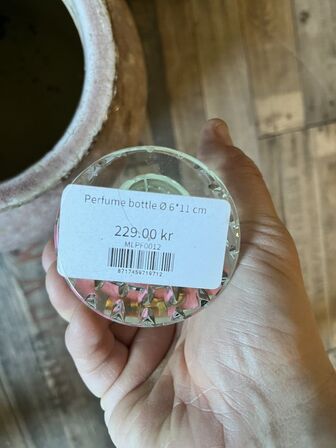 Perfume bottle Ø 6*11 cm
229.00 kr
MLPF0012
8717459719712